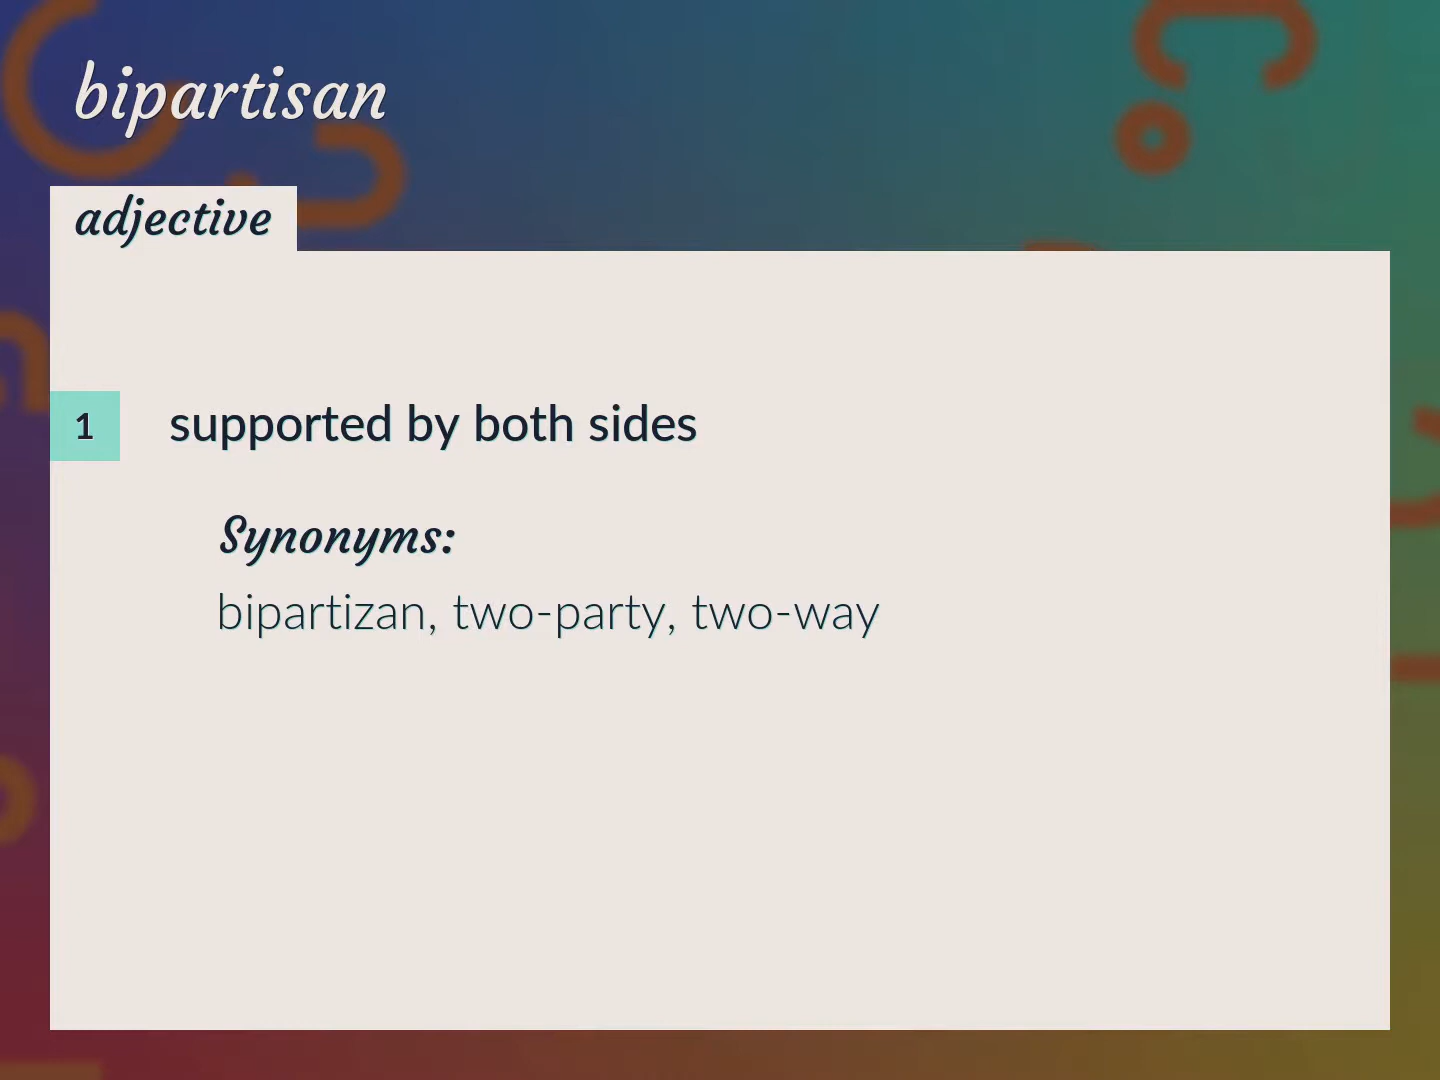 bipartisan
adjective
1 supported by both sides
Synonyms:
bipartizan, two-party, two-way